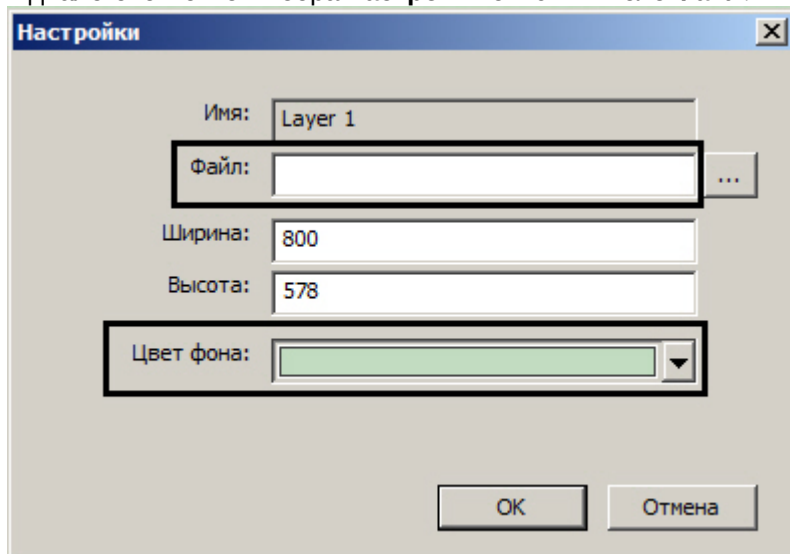 Настройки
Имя: Layer 1
Файл:
...
Ширина: 800
Высота: 578
Цвет фона:
OK Отмена